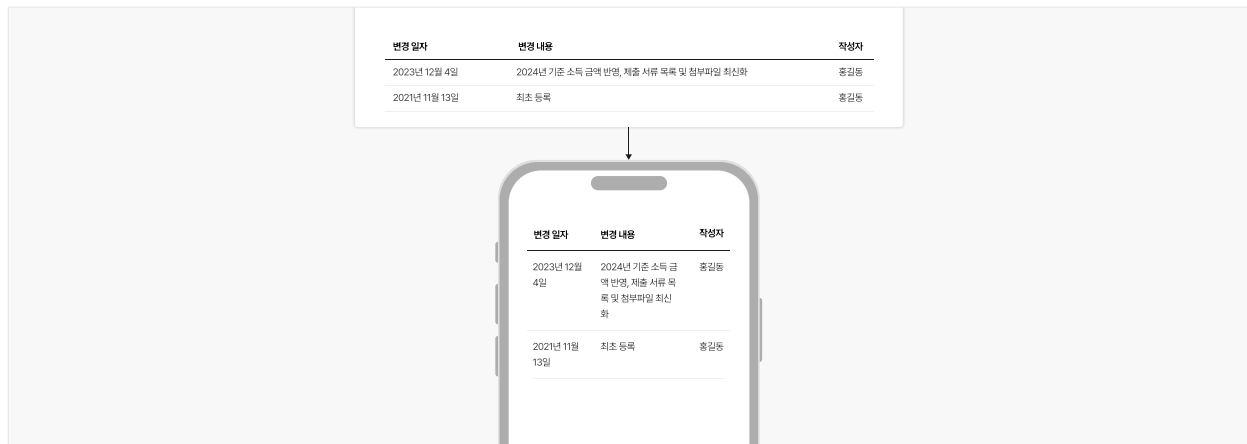 변경 일자 변경 내용 작성자
2023년 12월 4일 2024년 기준 소득 금액 반영, 제출 서류 목록 및 첨부파일 최신화 홍길동
2021년 11월 13일 최초 등록 홍길동
변경 일자 변경 내용 작성자
2023년 12월 2024년 기준 소득 금 홍길동
4일 액 반영, 제출 서류 목
록 및 첨부파일 최신
화
2021년 11월 최초 등록 홍길동
13일